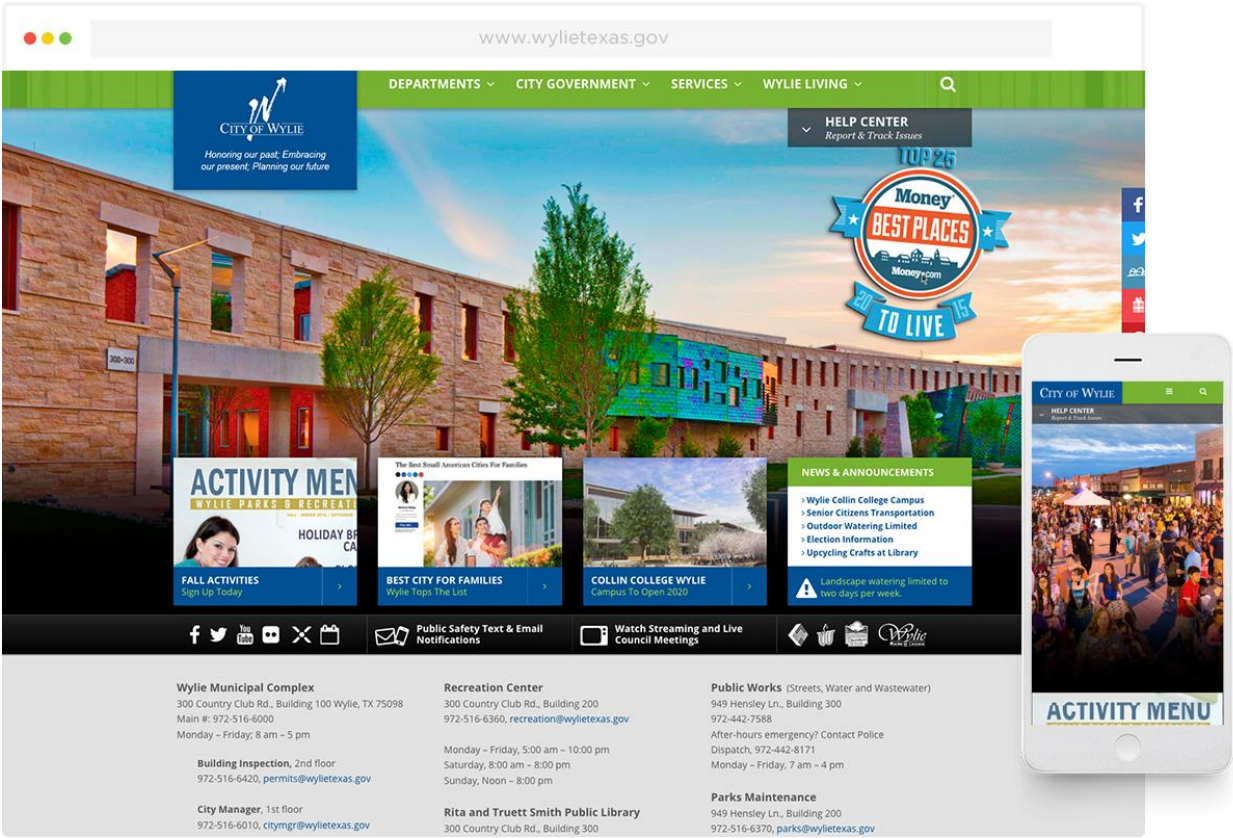 www.wylietexas.gov
DEPARTMENTS
CITY GOVERNMENT
SERVICES
WYLIE LIVING
CITY OF WYLIE
Honoring our past; Embracing
our present; Planning our future
HELP CENTER
Report & Track Issues
TOP 25
Money
BEST PLACES
Money.com
20 15
TO LIVE
300-300
ACTIVITY MEN
WYLIE PARKS & RECREATI
HOLIDAY BR
CA
FALL ACTIVITIES
Sign Up Today
The Best Small American Cities For Families
BEST CITY FOR FAMILIES
Wylie Tops The List
COLLIN COLLEGE WYLIE
Campus To Open 2020
NEWS & ANNOUNCEMENTS
› Wylie Collin College Campus
› Senior Citizens Transportation
› Outdoor Watering Limited
› Election Information
› Upcycling Crafts at Library
Landscape watering limited to
two days per week.
You
Tube
Public Safety Text & Email
Notifications
Watch Streaming and Live
Council Meetings
Wylie
Wylie Municipal Complex
300 Country Club Rd., Building 100 Wylie, TX 75098
Main #: 972-516-6000
Monday – Friday; 8 am – 5 pm
Building Inspection, 2nd floor
972-516-6420, permits@wylietexas.gov
City Manager, 1st floor
972-516-6010, citymgr@wylietexas.gov
Recreation Center
300 Country Club Rd., Building 200
972-516-6360, recreation@wylietexas.gov
Monday – Friday, 5:00 am – 10:00 pm
Saturday, 8:00 am – 8:00 pm
Sunday, Noon – 8:00 pm
Rita and Truett Smith Public Library
300 Country Club Rd., Building 300
Public Works (Streets, Water and Wastewater)
949 Hensley Ln., Building 300
972-442-7588
After-hours emergency? Contact Police
Dispatch, 972-442-8171
Monday – Friday, 7 am – 4 pm
Parks Maintenance
949 Hensley Ln., Building 200
972-516-6370, parks@wylietexas.gov
CITY OF WYLIE
HELP CENTER
Report & Track Issues
ACTIVITY MENU